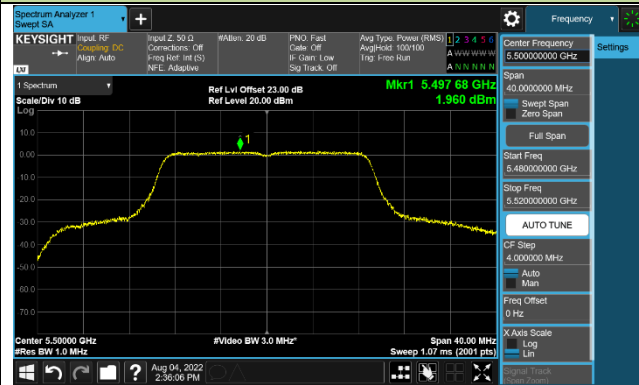 Spectrum Analyzer 1
Swept SA
+
Frequency
KEYSIGHT
Input: RF
Coupling: DC
Align: Auto
Input Z: 50 Ω
Corrections: Off
Freq Ref: Int (S)
NFE: Adaptive
#Atten: 20 dB
PNO: Fast
Gate: Off
IF Gain: Low
Sig Track: Off
Avg Type: Power (RMS)
Avg|Hold: 100/100
Trig: Free Run
1 2 3 4 5 6
A W W W W W
A N N N N N
LXI
Center Frequency
5.500000000 GHz
Settings
Span
40.0000000 MHz
Swept Span
Zero Span
Full Span
Start Freq
5.480000000 GHz
Stop Freq
5.520000000 GHz
AUTO TUNE
CF Step
4.000000 MHz
Auto
Man
Freq Offset
0 Hz
X Axis Scale
Log
Lin
Signal Track
(Span Zoom)
1 Spectrum
Scale/Div 10 dB
Log
Ref Lvl Offset 23.00 dB
Ref Level 20.00 dBm
Mkr1 5.497 68 GHz
1.960 dBm
1
10.0
0.00
-10.0
-20.0
-30.0
-40.0
-50.0
-60.0
-70.0
Center 5.50000 GHz
#Res BW 1.0 MHz
#Video BW 3.0 MHz*
Span 40.00 MHz
Sweep 1.07 ms (2001 pts)
?
Aug 04, 2022
2:36:06 PM